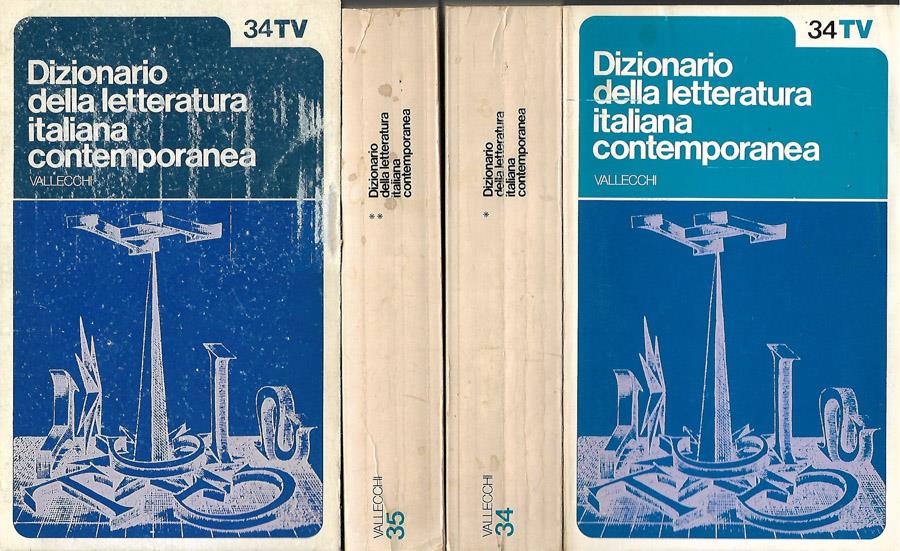 34TV
Dizionario
della letteratura
italiana
contemporanea
VALLECCHI
**
Dizionario
della letteratura
italiana
contemporanea
VALLECCHI
35
*
Dizionario
della letteratura
italiana
contemporanea
VALLECCHI
34
34TV
Dizionario
della letteratura
italiana
contemporanea
VALLECCHI